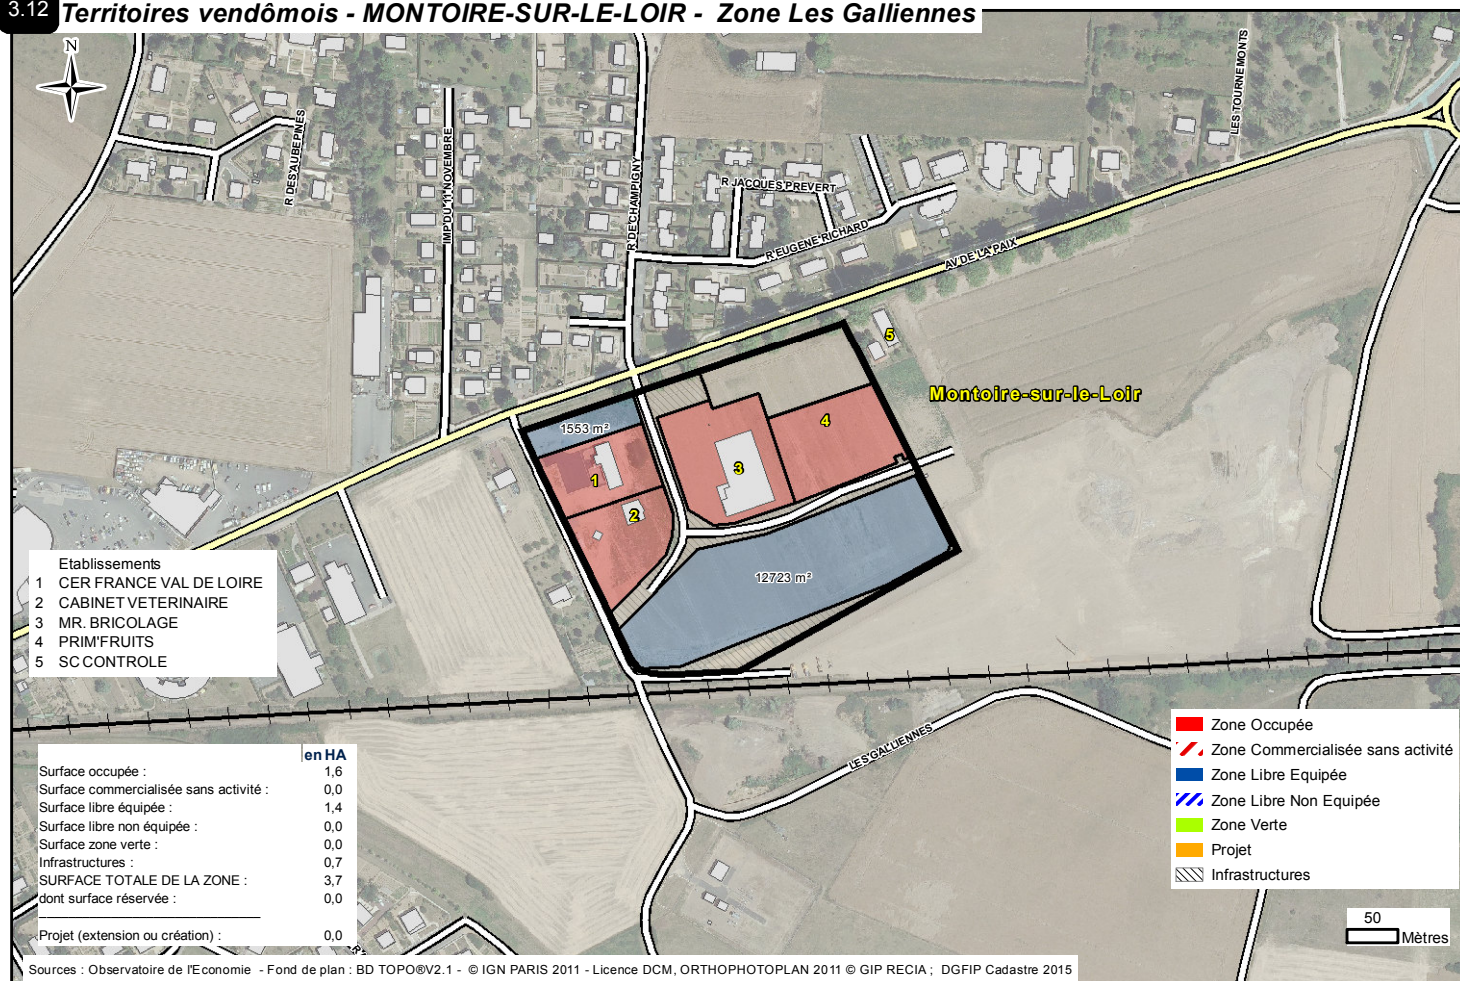 3.12 Territoires vendômois - MONTOIRE-SUR-LE-LOIR - Zone Les Galliennes
N
R DES AUBEPINES
IMP DU 11 NOVEMBRE
R DE CHAMPIGNY
R JACQUES PREVERT
R EUGENE RICHARD
AV DE LA PAIX
LES TOURNEMONTS
5
Montoire-sur-le-Loir
1553 m²
4
3
1
2
12723 m²
Etablissements
1 CER FRANCE VAL DE LOIRE
2 CABINET VETERINAIRE
3 MR. BRICOLAGE
4 PRIM'FRUITS
5 SC CONTROLE
LES GALLIENNES
en HA
Surface occupée : 1,6
Surface commercialisée sans activité : 0,0
Surface libre équipée : 1,4
Surface libre non équipée : 0,0
Surface zone verte : 0,0
Infrastructures : 0,7
SURFACE TOTALE DE LA ZONE : 3,7
dont surface réservée : 0,0
Projet (extension ou création) : 0,0
Zone Occupée
Zone Commercialisée sans activité
Zone Libre Equipée
Zone Libre Non Equipée
Zone Verte
Projet
Infrastructures
50
Mètres
Sources : Observatoire de l'Economie - Fond de plan : BD TOPO®V2.1 - © IGN PARIS 2011 - Licence DCM, ORTHOPHOTOPLAN 2011 © GIP RECIA ; DGFIP Cadastre 2015